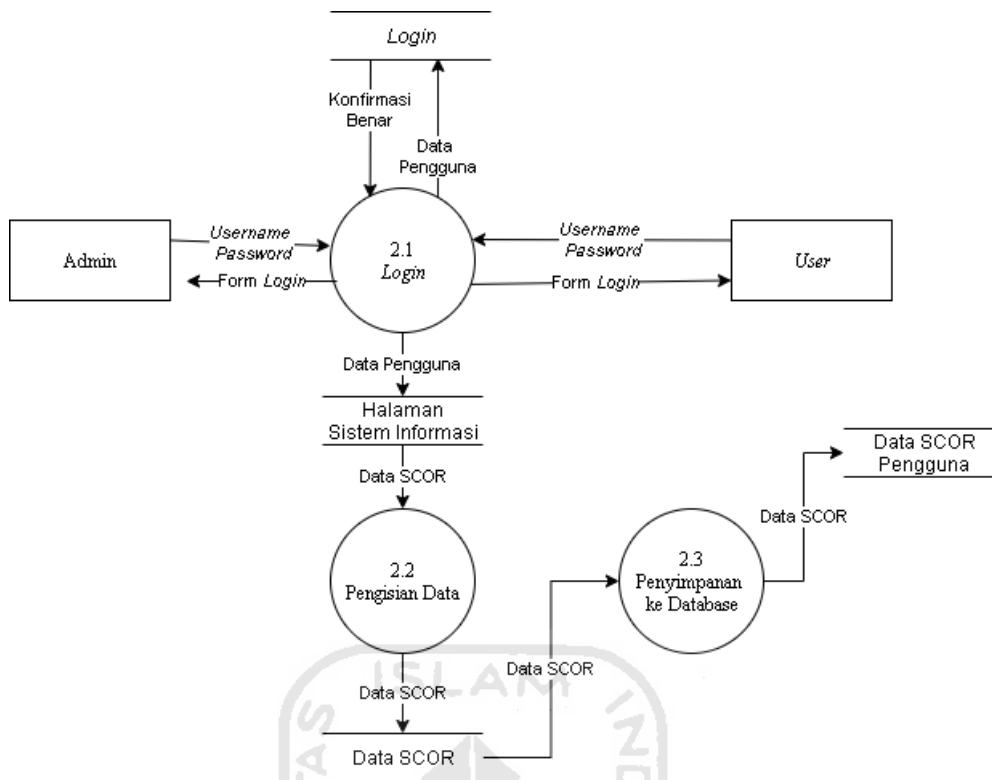 Login
Konfirmasi
Benar
Data
Pengguna
Admin
Username
Password
Form Login
2.1
Login
Username
Password
Form Login
User
Data Pengguna
Halaman
Sistem Informasi
Data SCOR
2.2
Pengisian Data
Data SCOR
Data SCOR
Data SCOR
2.3
Penyimpanan
ke Database
Data SCOR
Data SCOR
Pengguna
ISLAM